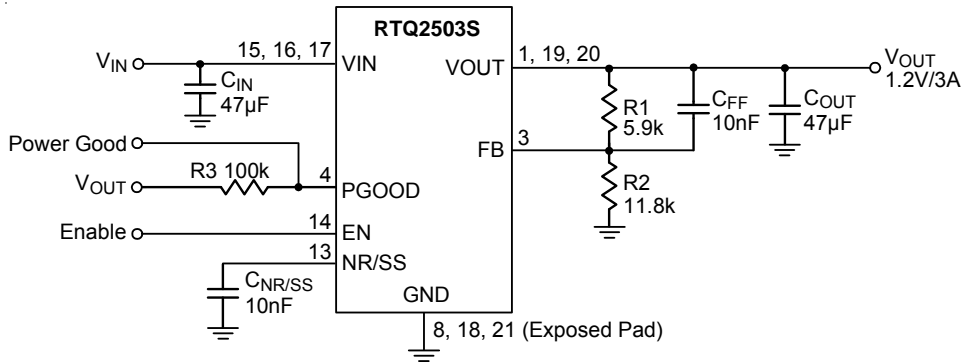 RTQ2503S
VIN
15, 16, 17
VIN
CIN
47µF
VOUT
1, 19, 20
VOUT
1.2V/3A
R1
5.9k
CFF
10nF
COUT
47µF
FB
3
R2
11.8k
Power Good
VOUT
R3 100k
4
PGOOD
Enable
14
EN
13
NR/SS
CNR/SS
10nF
GND
8, 18, 21 (Exposed Pad)